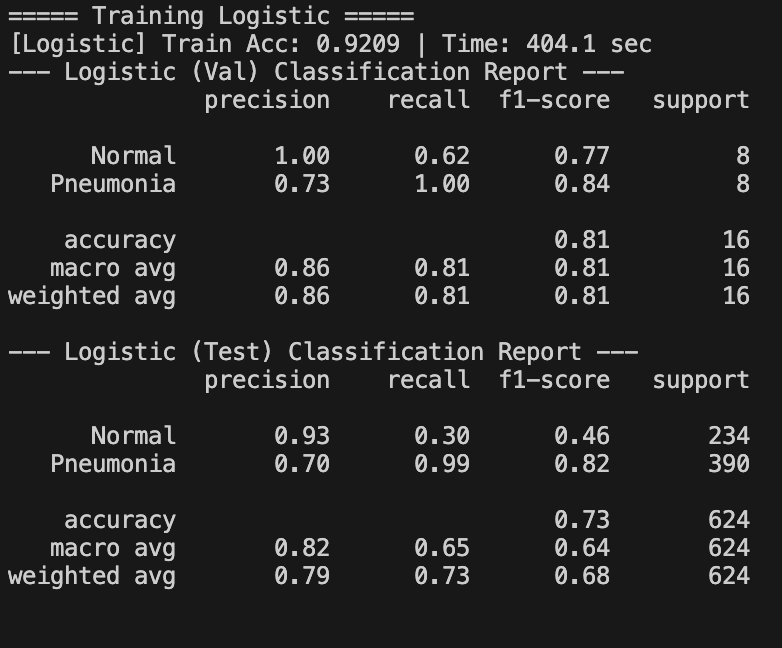 ===== Training Logistic =====
[Logistic] Train Acc: 0.9209 | Time: 404.1 sec
--- Logistic (Val) Classification Report ---
              precision    recall  f1-score   support

      Normal       1.00      0.62      0.77         8
   Pneumonia       0.73      1.00      0.84         8

    accuracy                           0.81        16
   macro avg       0.86      0.81      0.81        16
weighted avg       0.86      0.81      0.81        16

--- Logistic (Test) Classification Report ---
              precision    recall  f1-score   support

      Normal       0.93      0.30      0.46       234
   Pneumonia       0.70      0.99      0.82       390

    accuracy                           0.73       624
   macro avg       0.82      0.65      0.64       624
weighted avg       0.79      0.73      0.68       624